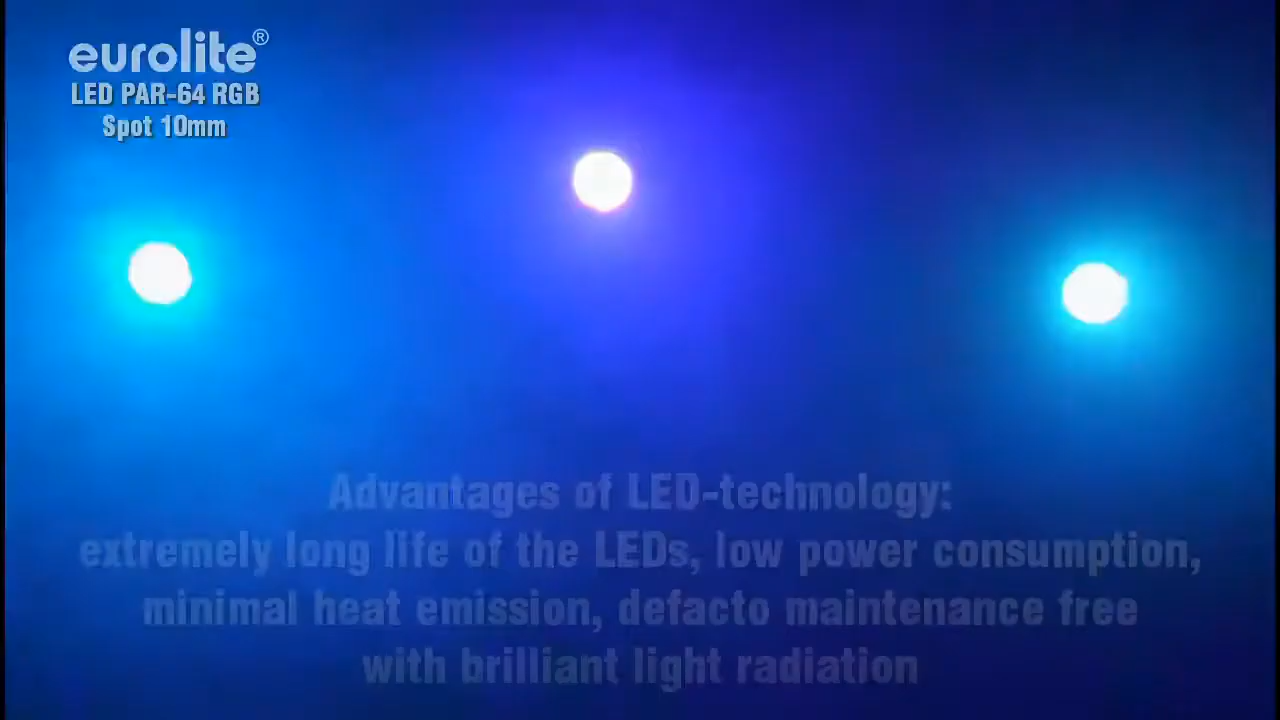 eurolite®
LED PAR-64 RGB
Spot 10mm
Advantages of LED-technology:
extremely long life of the LEDs, low power consumption,
minimal heat emission, defacto maintenance free
with brilliant light radiation